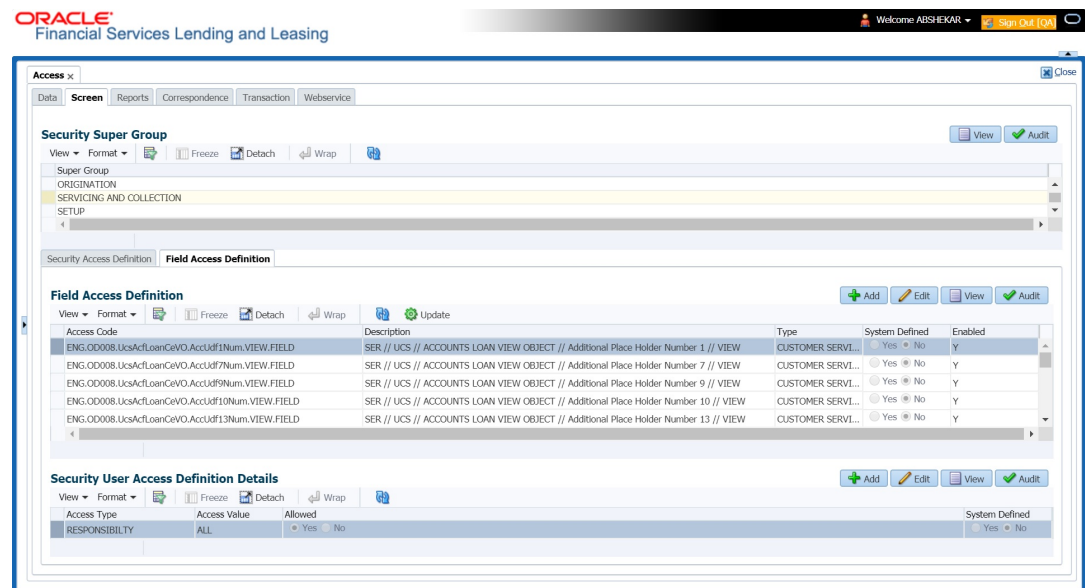 ORACLE
Financial Services Lending and Leasing
Welcome ABSHEKAR
Sign Out [QA]
Access x
Close
Data Screen Reports Correspondence Transaction Webservice
Security Super Group
View Audit
View Format Freeze Detach Wrap
Super Group
ORIGINATION
SERVICING AND COLLECTION
SETUP
Security Access Definition Field Access Definition
Field Access Definition
Add Edit View Audit
View Format Freeze Detach Wrap Update
Access Code Description Type System Defined Enabled
ENG.OD008.UcsAcfLoanCeVO.AccUdf1Num.VIEW.FIELD SER // UCS // ACCOUNTS LOAN VIEW OBJECT // Additional Place Holder Number 1 // VIEW CUSTOMER SERVI... Yes No Y
ENG.OD008.UcsAcfLoanCeVO.AccUdf7Num.VIEW.FIELD SER // UCS // ACCOUNTS LOAN VIEW OBJECT // Additional Place Holder Number 7 // VIEW CUSTOMER SERVI... Yes No Y
ENG.OD008.UcsAcfLoanCeVO.AccUdf9Num.VIEW.FIELD SER // UCS // ACCOUNTS LOAN VIEW OBJECT // Additional Place Holder Number 9 // VIEW CUSTOMER SERVI... Yes No Y
ENG.OD008.UcsAcfLoanCeVO.AccUdf10Num.VIEW.FIELD SER // UCS // ACCOUNTS LOAN VIEW OBJECT // Additional Place Holder Number 10 // VIEW CUSTOMER SERVI... Yes No Y
ENG.OD008.UcsAcfLoanCeVO.AccUdf13Num.VIEW.FIELD SER // UCS // ACCOUNTS LOAN VIEW OBJECT // Additional Place Holder Number 13 // VIEW CUSTOMER SERVI... Yes No Y
Security User Access Definition Details
Add Edit View Audit
View Format Freeze Detach Wrap
Access Type Access Value Allowed System Defined
RESPONSIBILTY ALL Yes No Yes No